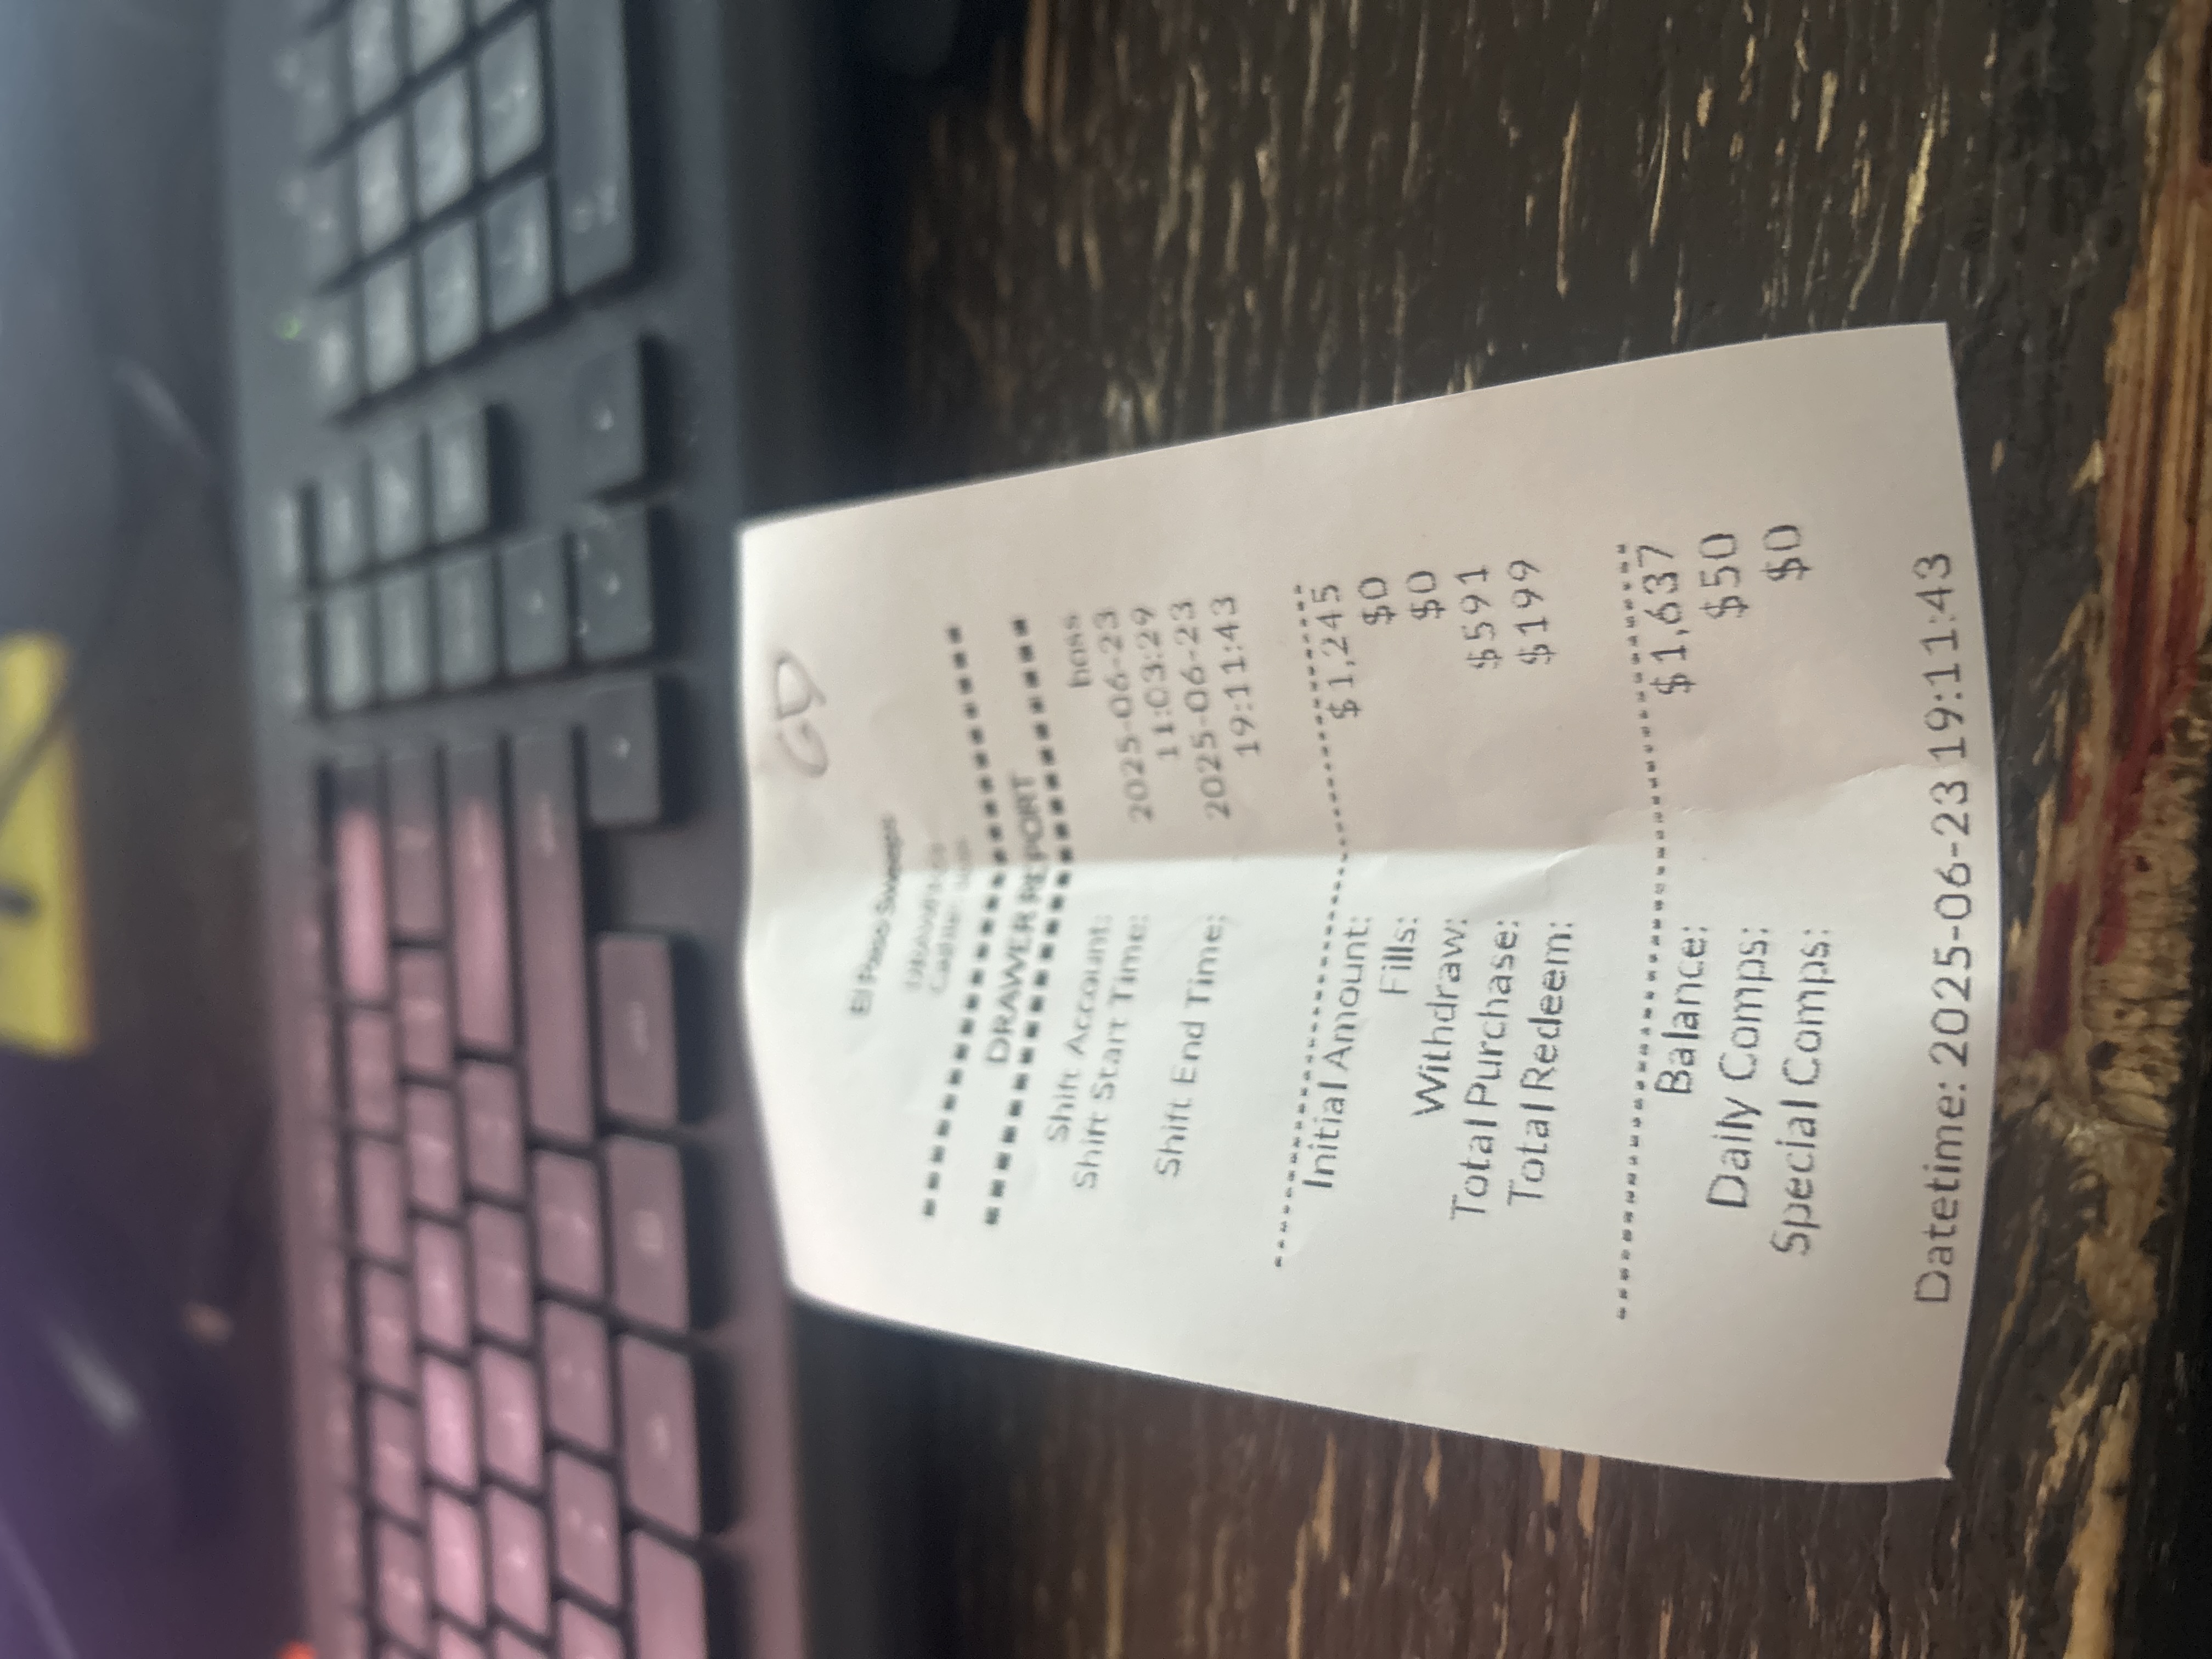 GD
El Paso Sweeps
DRAWER REPORT
Shift Account: boss
Shift Start Time: 2025-06-23
11:03:29
Shift End Time: 2025-06-23
19:11:43
Initial Amount: $1,245
Fills: $0
Withdraw: $0
Total Purchase: $591
Total Redeem: $199
Balance: $1,637
Daily Comps: $50
Special Comps: $0
Datetime: 2025-06-23 19:11:43